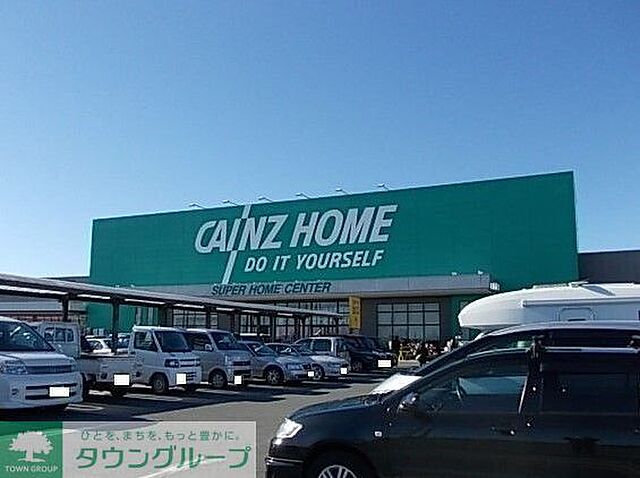 CAINZ HOME
DO IT YOURSELF
SUPER HOME CENTER
ひとを、まちを、もっと豊かに。
タウングループ
TOWN GROUP